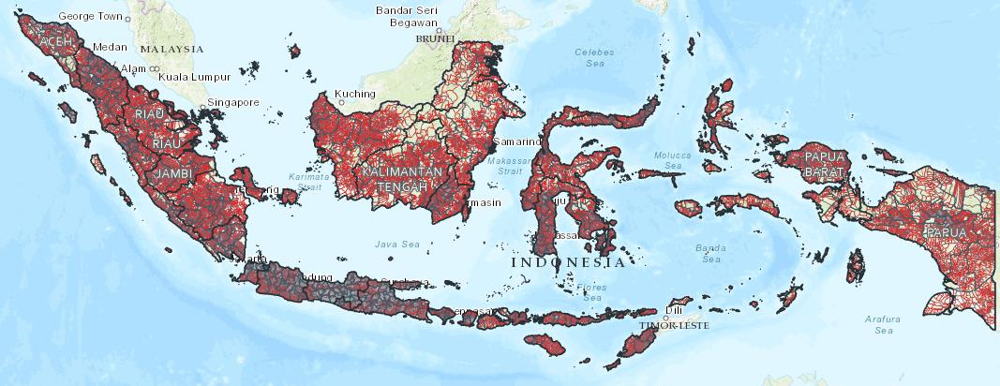 George Town
Bandar Seri
Begawan
BRUNEI
ACEH
Medan
MALAYSIA
Alam
Kuala Lumpur
Celebes
Sea
Kuching
Singapore
RIAU
RIAU
JAMBI
Samarind
Makassar
Strait
Molucca
Sea
PAPUA
BARAT
KALIMANTAN
TENGAH
Karimata
Strait
PAPUA
Java Sea
Banda
Sea
INDONESIA
Flores
Sea
Dili
TIMOR-LESTE
Arafura
Sea